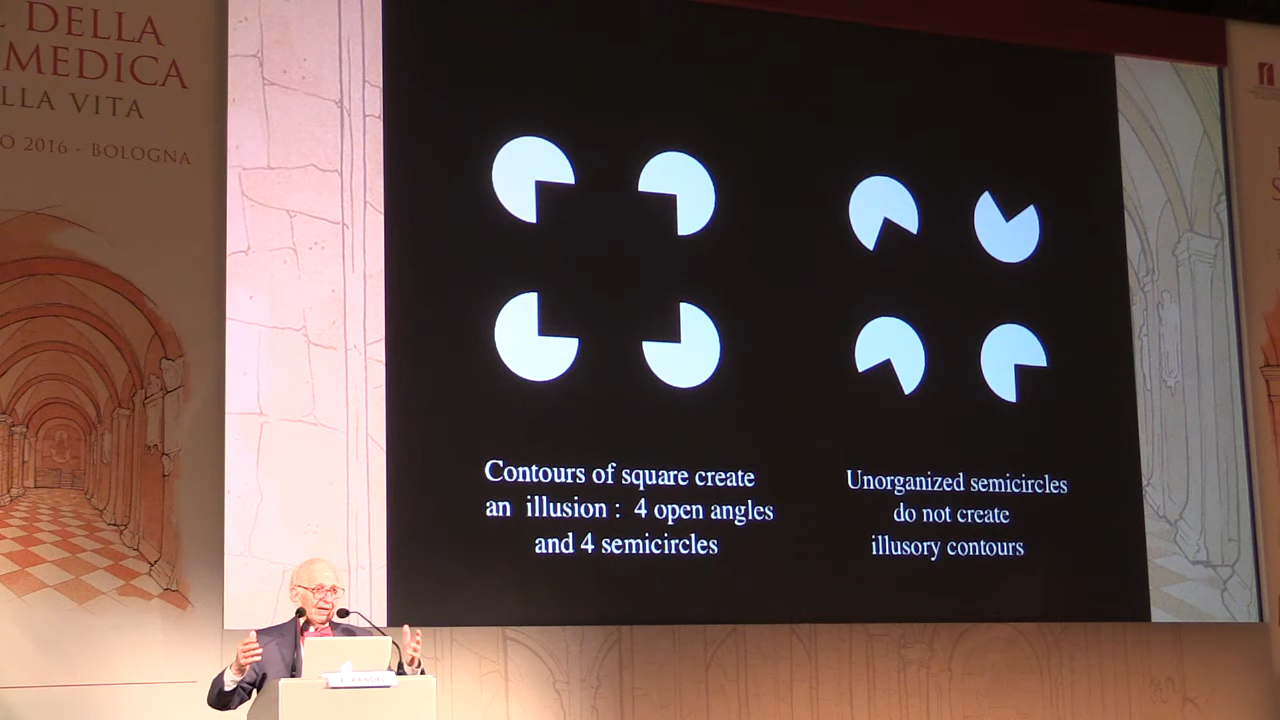 DELLA
MEDICA
LLA VITA
O 2016 - BOLOGNA
Contours of square create
an illusion : 4 open angles
and 4 semicircles
Unorganized semicircles
do not create
illusory contours
E. KANDEL